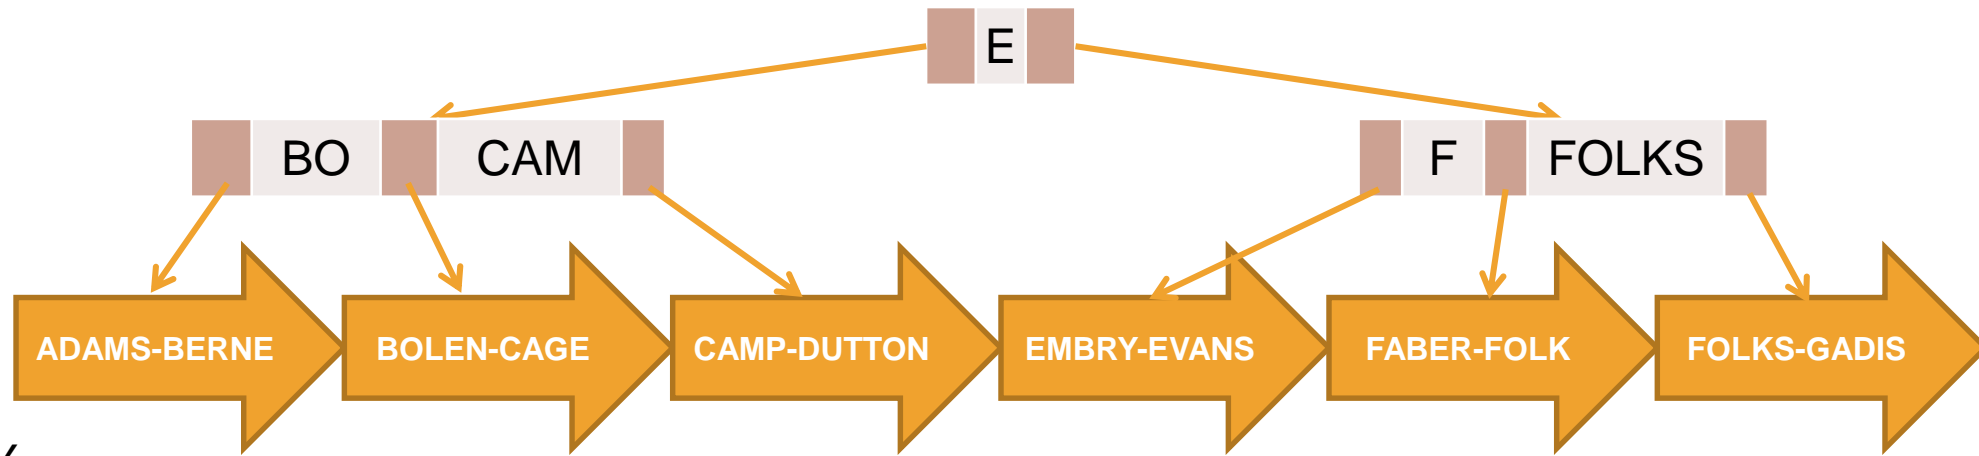 E
BO CAM F FOLKS
ADAMS-BERNE BOLEN-CAGE CAMP-DUTTON EMBRY-EVANS FABER-FOLK FOLKS-GADIS